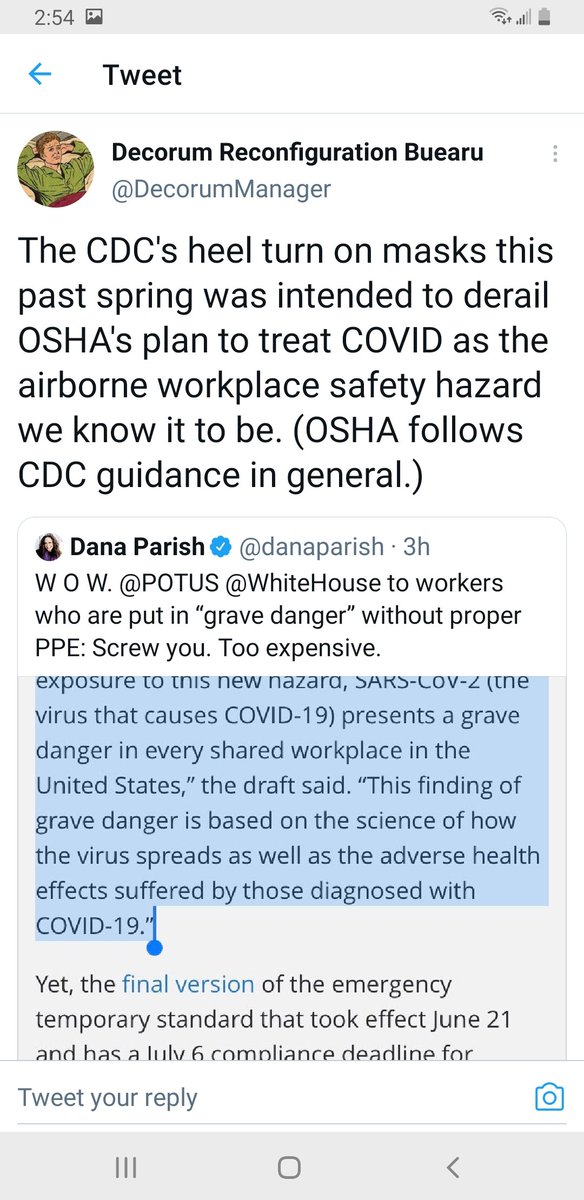 2:54
Tweet
Decorum Reconfiguration Buearu
@DecorumManager
The CDC's heel turn on masks this
past spring was intended to derail
OSHA's plan to treat COVID as the
airborne workplace safety hazard
we know it to be. (OSHA follows
CDC guidance in general.)
Dana Parish @danaparish · 3h
W O W. @POTUS @WhiteHouse to workers
who are put in “grave danger” without proper
PPE: Screw you. Too expensive.
exposure to this new hazard, SARS-CoV-2 (the
virus that causes COVID-19) presents a grave
danger in every shared workplace in the
United States,” the draft said. “This finding of
grave danger is based on the science of how
the virus spreads as well as the adverse health
effects suffered by those diagnosed with
COVID-19.”
Yet, the final version of the emergency
temporary standard that took effect June 21
and has a July 6 compliance deadline for
Tweet your reply